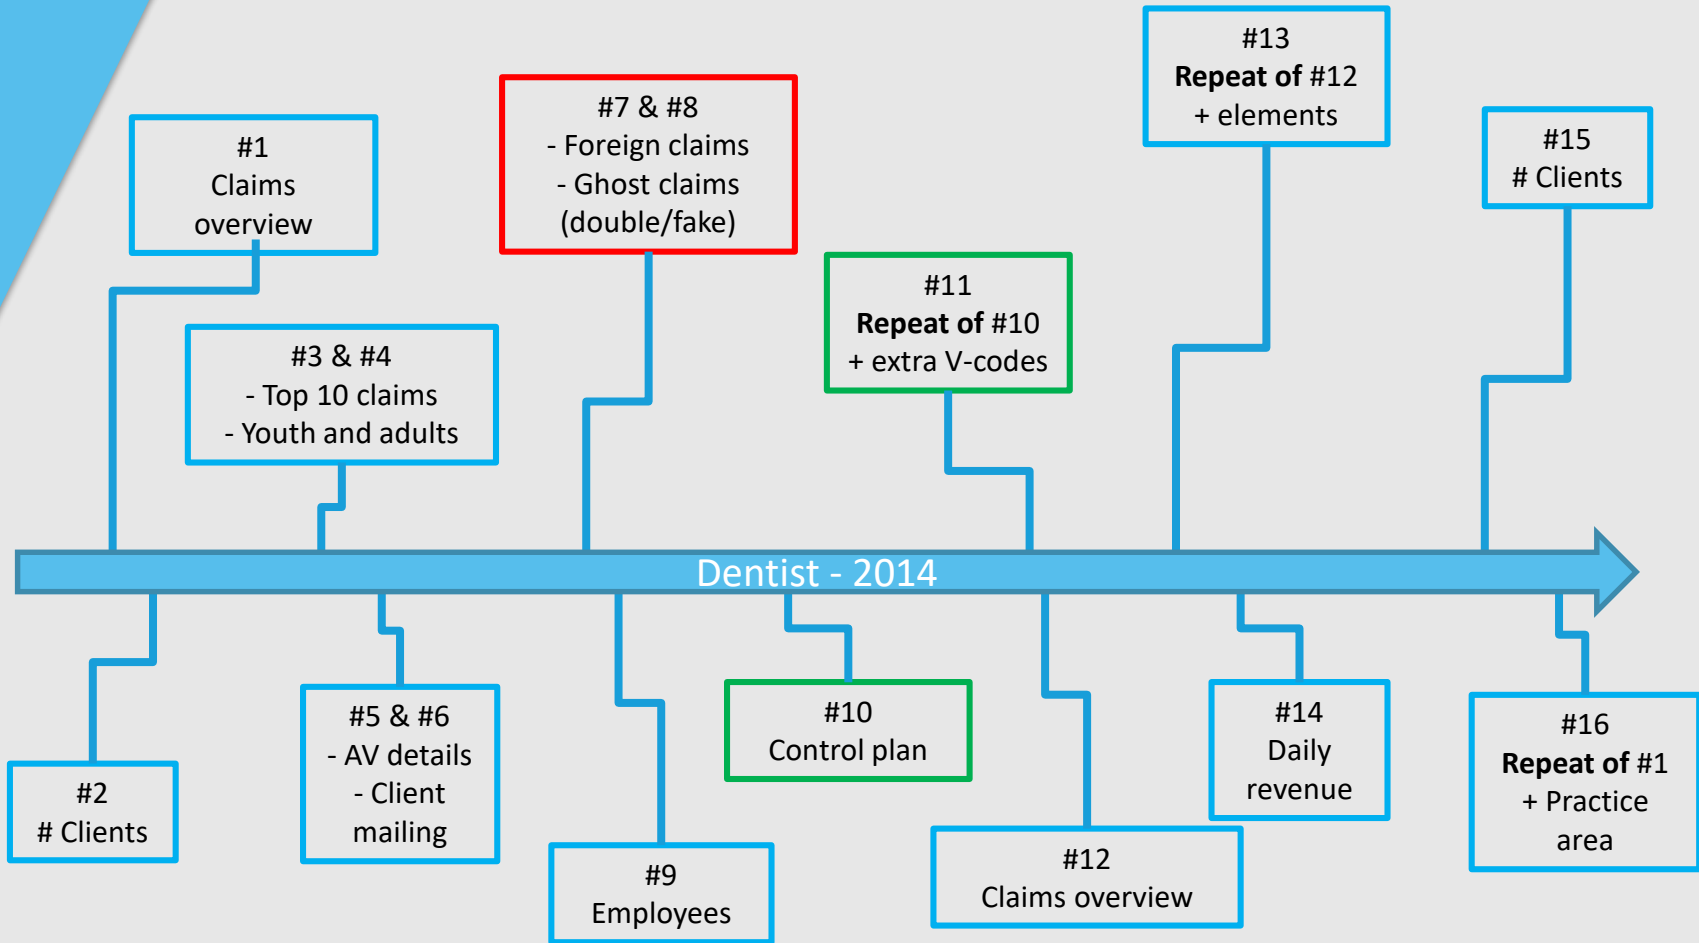 #1
Claims
overview
#3 & #4
- Top 10 claims
- Youth and adults
#7 & #8
- Foreign claims
- Ghost claims
(double/fake)
#11
Repeat of #10
+ extra V-codes
#13
Repeat of #12
+ elements
#15
# Clients
Dentist - 2014
#2
# Clients
#5 & #6
- AV details
- Client
mailing
#9
Employees
#10
Control plan
#12
Claims overview
#14
Daily
revenue
#16
Repeat of #1
+ Practice
area